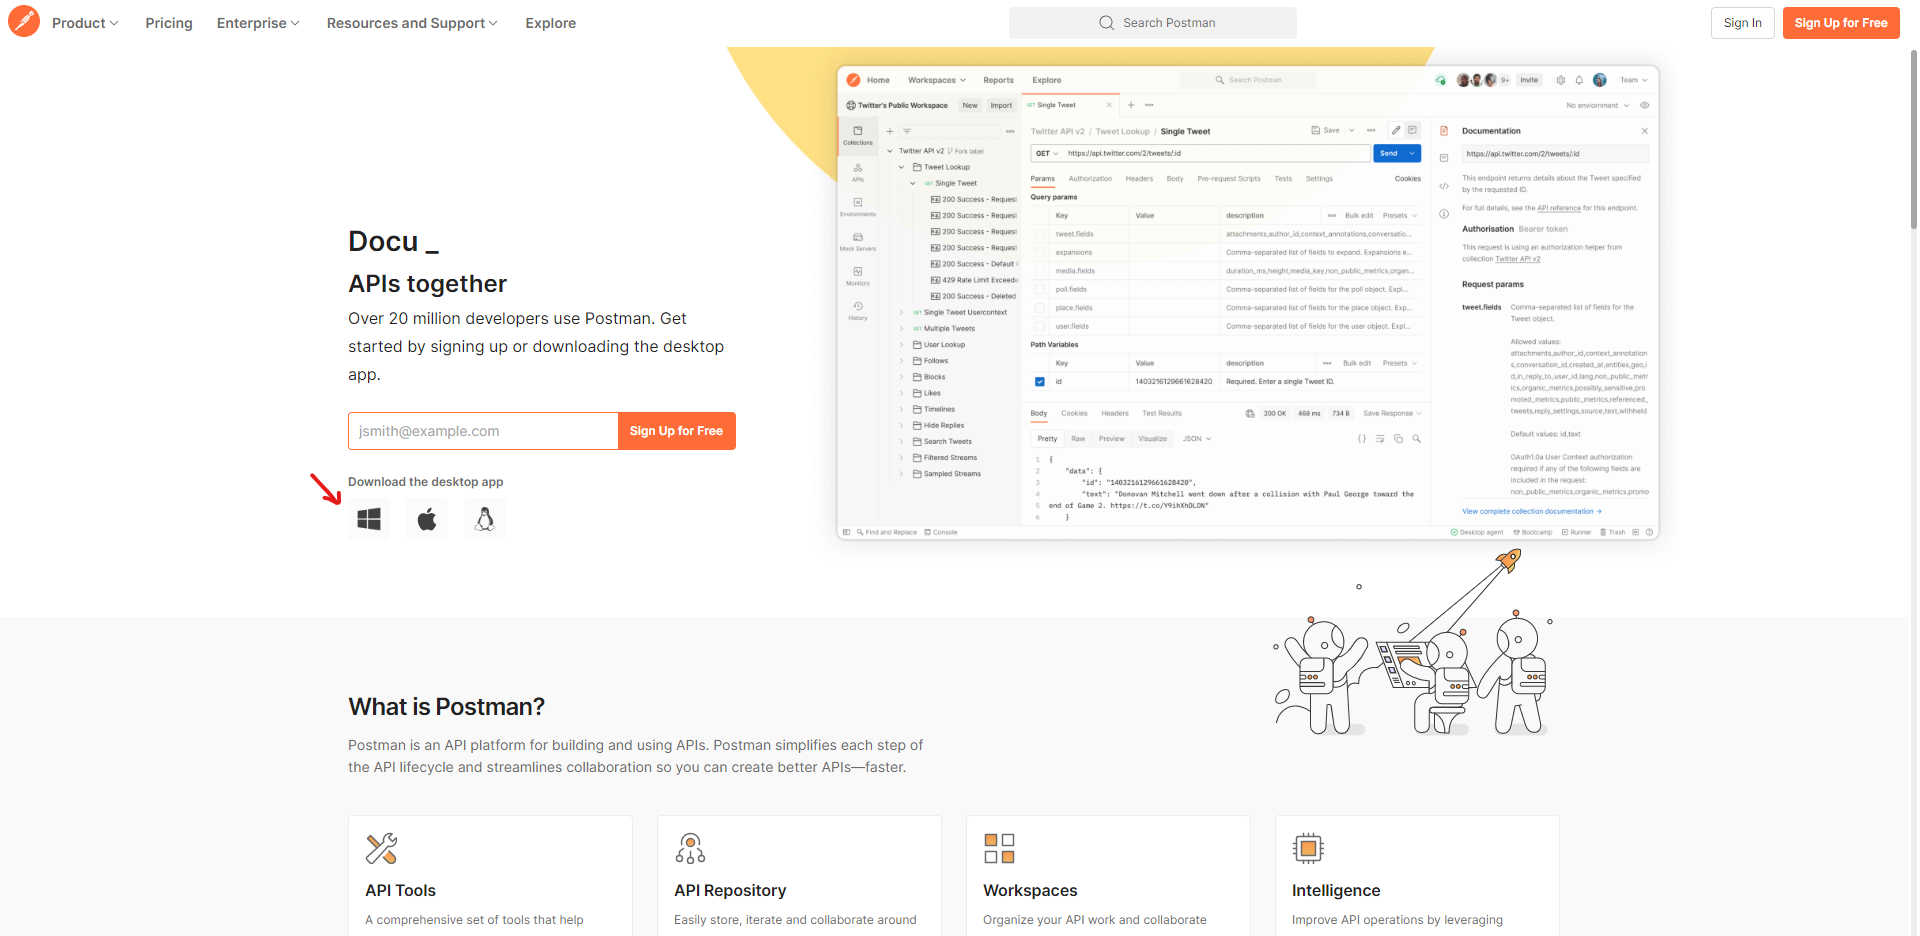 Product
Pricing
Enterprise
Resources and Support
Explore
Search Postman
Sign In
Sign Up for Free
Docu _
APIs together
Over 20 million developers use Postman. Get
started by signing up or downloading the desktop
app.
jsmith@example.com
Sign Up for Free
Download the desktop app
Home
Workspaces
Reports
Explore
Search Postman
9+
Invite
Team
Twitter's Public Workspace
New
Import
GET Single Tweet
No enviornment
Collections
APIs
Environments
Mock Servers
Monitors
History
Twitter API v2
Fork label
Tweet Lookup
GET Single Tweet
200 Success - Request
200 Success - Request
200 Success - Request
200 Success - Request
200 Success - Default
429 Rate Limit Exceede
200 Success - Deleted
GET Single Tweet Usercontext
GET Multiple Tweets
User Lookup
Follows
Blocks
Likes
Timelines
Hide Replies
Search Tweets
Filtered Streams
Sampled Streams
Twitter API v2 / Tweet Lookup / Single Tweet
Save
GET
https://api.twitter.com/2/tweets/:id
Send
Params
Authorization
Headers
Body
Pre-request Scripts
Tests
Settings
Cookies
Query params
Key
Value
description
Bulk edit
Presets
tweet.fields
attachments,author_id,context_annotations,conversatio...
expansions
Comma-separated list of fields to expand. Expansions e...
media.fields
duration_ms,height,media_key,non_public_metrics,organ...
poll.fields
Comma-separated list of fields for the poll object. Expl...
place.fields
Comma-separated list of fields for the place object. Exp...
user.fields
Comma-separated list of fields for the user object. Expl...
Path Variables
Key
Value
description
Bulk edit
Presets
id
1403216129661628420
Required. Enter a single Tweet ID.
Body
Cookies
Headers
Test Results
200 OK
468 ms
734 B
Save Response
Pretty
Raw
Preview
Visualize
JSON
1 {
2 "data": {
3 "id": "1403216129661628420",
4 "text": "Donovan Mitchell went down after a collision with Paul George toward the
5 end of Game 2. https://t.co/Y9ihXhDLDN"
6 }
Documentation
https://api.twitter.com/2/tweets/:id
This endpoint returns details about the Tweet specified
by the requested ID.
For full details, see the API reference for this endpoint.
Authorisation Bearer token
This request is using an authorization helper from
collection Twitter API v2
Request params
tweet.fields
Comma-separated list of fields for the
Tweet object.
Allowed values:
attachments,author_id,context_annotation
s,conversation_id,created_at,entities,geo,i
d,in_reply_to_user_id,lang,non_public_metr
ics,organic_metrics,possibly_sensitive,pro
moted_metrics,public_metrics,referenced_
tweets,reply_settings,source,text,withheld
Default values: id,text
OAuth1.0a User Context authorization
required if any of the following fields are
included in the request:
non_public_metrics,organic_metrics,promo
View complete collection documentation →
Find and Replace
Console
Desktop agent
Bootcamp
Runner
Trash
What is Postman?
Postman is an API platform for building and using APIs. Postman simplifies each step of
the API lifecycle and streamlines collaboration so you can create better APIs—faster.
API Tools
A comprehensive set of tools that help
API Repository
Easily store, iterate and collaborate around
Workspaces
Organize your API work and collaborate
Intelligence
Improve API operations by leveraging